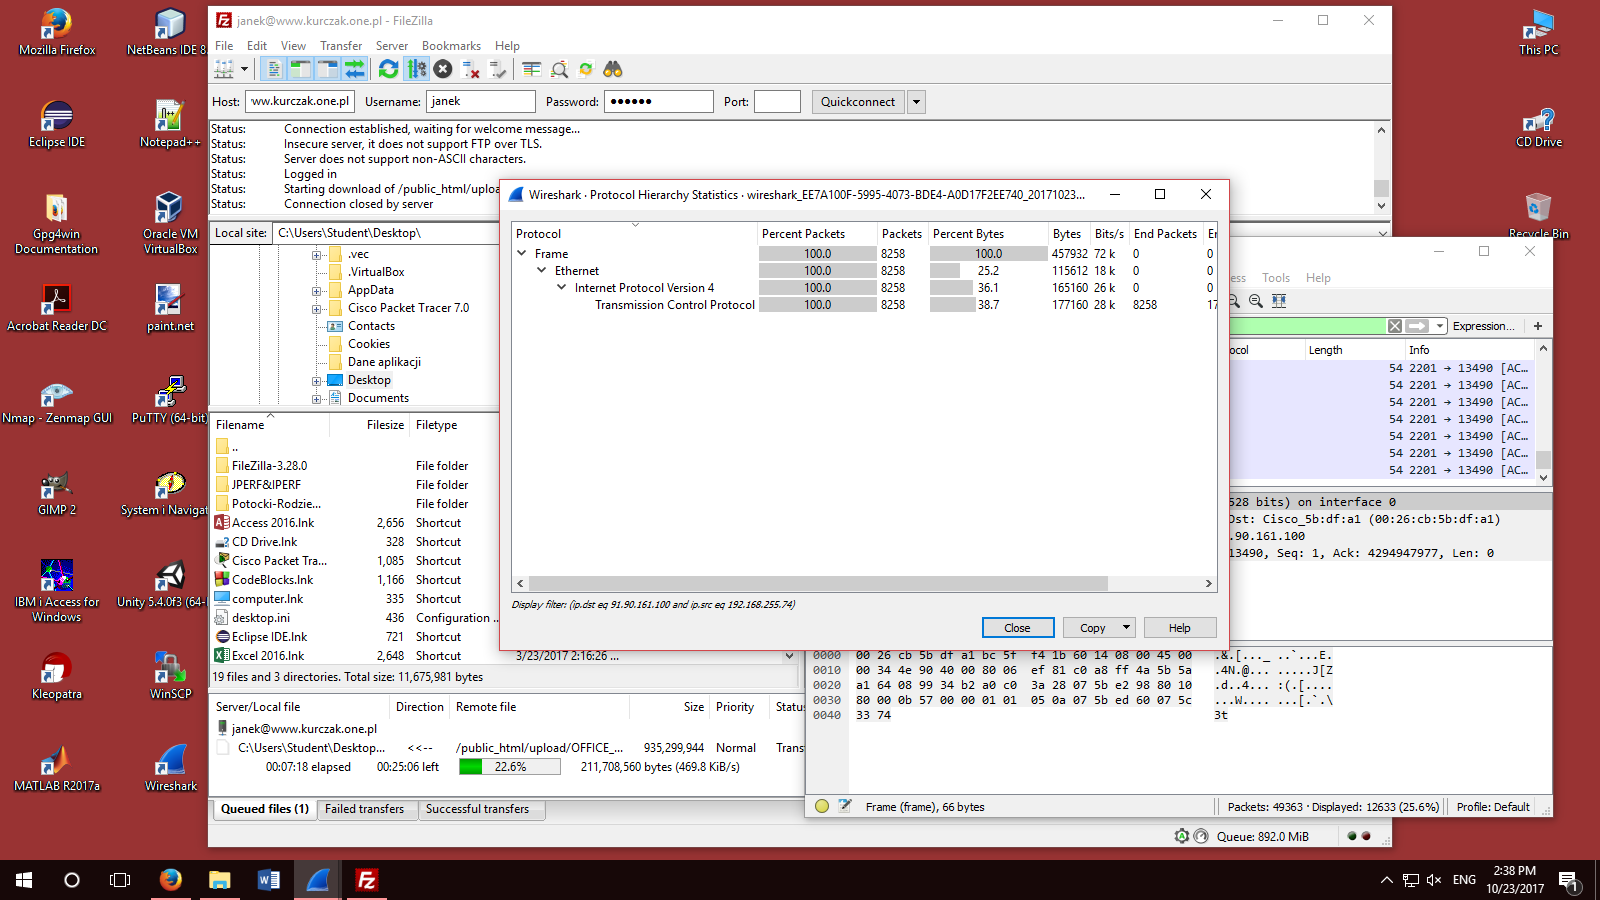 Mozilla Firefox
NetBeans IDE 8.
Eclipse IDE
Notepad++
Gpg4win Documentation
Oracle VM VirtualBox
Acrobat Reader DC
paint.net
Nmap - Zenmap GUI
PuTTY (64-bit)
GIMP 2
System i Navigat
IBM i Access for Windows
Unity 5.4.0f3 (64-
Kleopatra
WinSCP
MATLAB R2017a
Wireshark
This PC
CD Drive
Recycle Bin
janek@www.kurczak.one.pl - FileZilla
File Edit View Transfer Server Bookmarks Help
Host: ww.kurczak.one.pl Username: janek Password: ●●●●●● Port: Quickconnect
Status: Connection established, waiting for welcome message...
Status: Insecure server, it does not support FTP over TLS.
Status: Server does not support non-ASCII characters.
Status: Logged in
Status: Starting download of /public_html/uploa
Status: Connection closed by server
Local site: C:\Users\Student\Desktop\
.vec
.VirtualBox
AppData
Cisco Packet Tracer 7.0
Contacts
Cookies
Dane aplikacji
Desktop
Documents
Filename Filesize Filetype
..
FileZilla-3.28.0 File folder
JPERF&IPERF File folder
Potocki-Rodzie... File folder
Access 2016.lnk 2,656 Shortcut
CD Drive.lnk 328 Shortcut
Cisco Packet Tra... 1,085 Shortcut
CodeBlocks.lnk 1,166 Shortcut
computer.lnk 335 Shortcut
desktop.ini 436 Configuration ...
Eclipse IDE.lnk 721 Shortcut
Excel 2016.lnk 2,648 Shortcut 3/23/2017 2:16:26 ...
19 files and 3 directories. Total size: 11,675,981 bytes
Server/Local file Direction Remote file Size Priority Status
janek@www.kurczak.one.pl
C:\Users\Student\Desktop... <<-- /public_html/upload/OFFICE_... 935,299,944 Normal Trans
00:07:18 elapsed 00:25:06 left 22.6% 211,708,560 bytes (469.8 KiB/s)
Queued files (1) Failed transfers Successful transfers
Queue: 892.0 MiB
Wireshark · Protocol Hierarchy Statistics · wireshark_EE7A100F-5995-4073-BDE4-A0D17F2EE740_20171023...
Protocol Percent Packets Packets Percent Bytes Bytes Bits/s End Packets En
Frame 100.0 8258 100.0 457932 72 k 0 0
Ethernet 100.0 8258 25.2 115612 18 k 0 0
Internet Protocol Version 4 100.0 8258 36.1 165160 26 k 0 0
Transmission Control Protocol 100.0 8258 38.7 177160 28 k 8258 17
Display filter: (ip.dst eq 91.90.161.100 and ip.src eq 192.168.255.74)
Close Copy Help
ess Tools Help
Expression... +
ocol Length Info
54 2201 → 13490 [AC…
54 2201 → 13490 [AC…
54 2201 → 13490 [AC…
54 2201 → 13490 [AC…
54 2201 → 13490 [AC…
54 2201 → 13490 [AC…
54 2201 → 13490 [AC…
528 bits) on interface 0
Dst: Cisco_5b:df:a1 (00:26:cb:5b:df:a1)
.90.161.100
13490, Seq: 1, Ack: 4294947977, Len: 0
0000 00 26 cb 5b df a1 bc 5f f4 1b 60 14 08 00 45 00 .&.[..._ ..`...E.
0010 00 34 4e 90 40 00 80 06 ef 81 c0 a8 ff 4a 5b 5a .4N.@... .....J[Z
0020 a1 64 08 99 34 b2 a0 c0 3a 28 07 5b e2 98 80 10 .d..4... :(.[....
0030 80 00 0b 57 00 00 01 01 05 0a 07 5b ed 60 07 5c ...W.... ...[.`.\
0040 33 74 3t
Frame (frame), 66 bytes Packets: 49363 · Displayed: 12633 (25.6%) Profile: Default
ENG
2:38 PM
10/23/2017
1